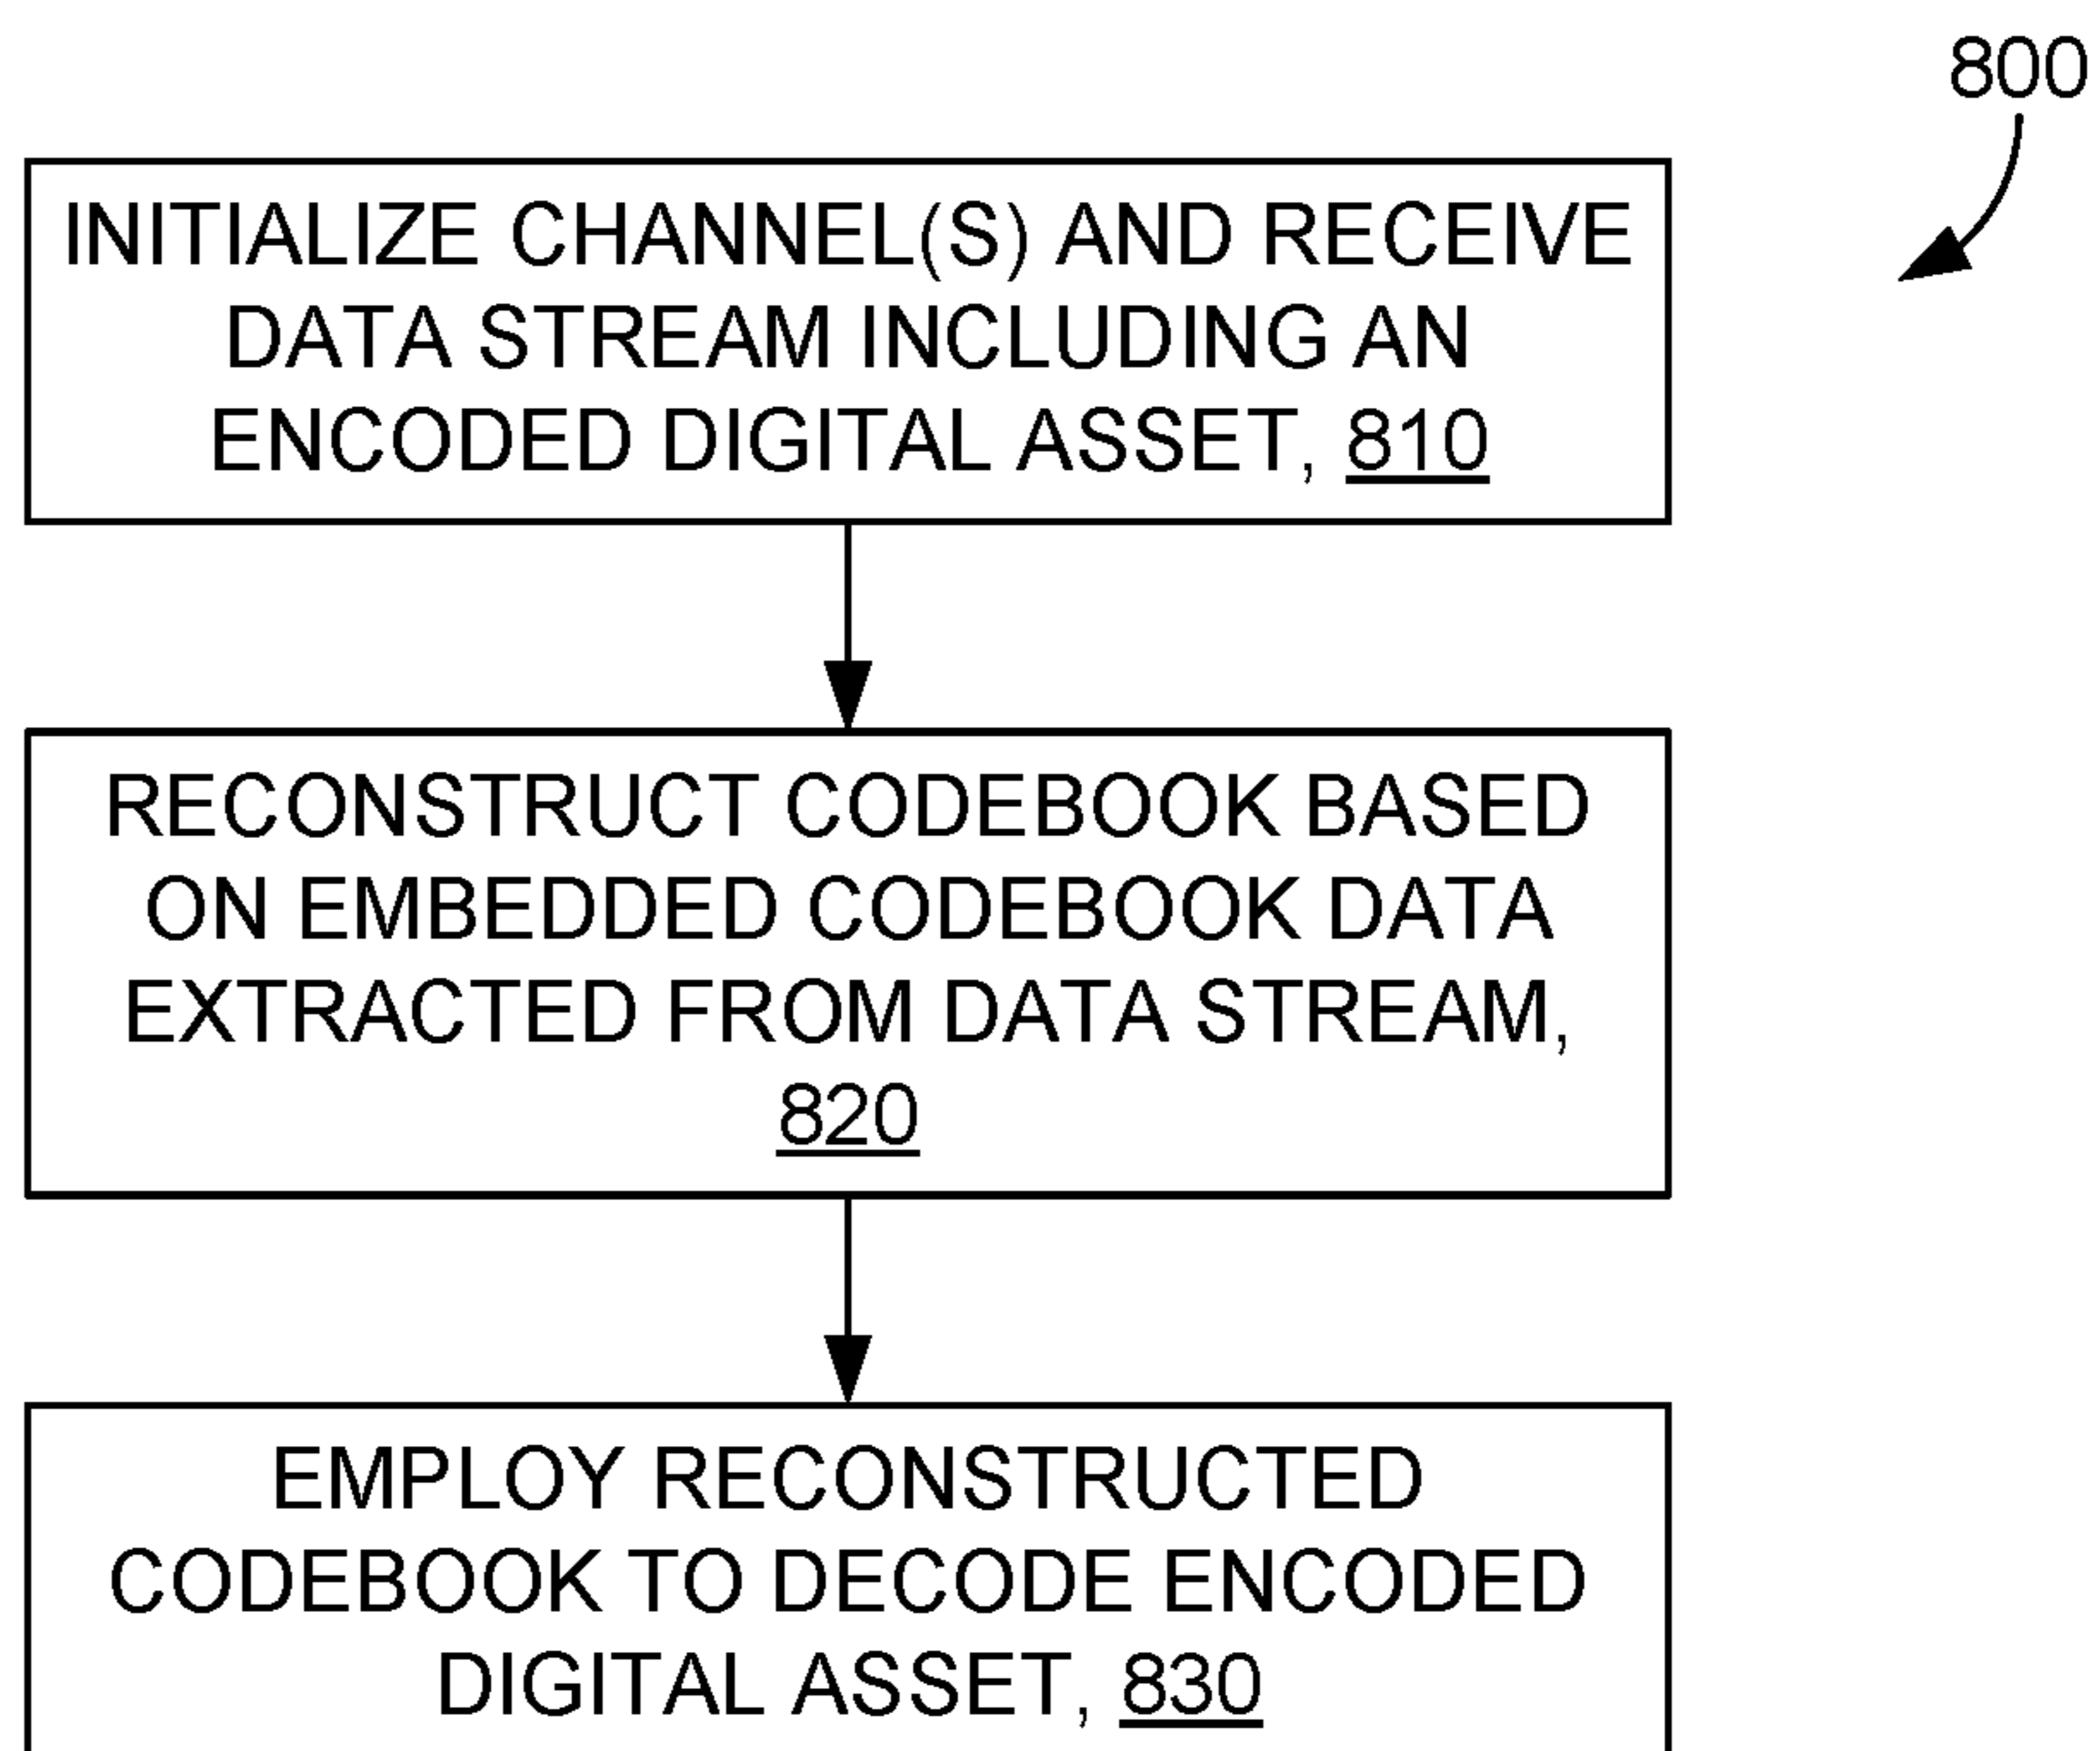 800
INITIALIZE CHANNEL(S) AND RECEIVE
DATA STREAM INCLUDING AN
ENCODED DIGITAL ASSET, 810
RECONSTRUCT CODEBOOK BASED
ON EMBEDDED CODEBOOK DATA
EXTRACTED FROM DATA STREAM,
820
EMPLOY RECONSTRUCTED
CODEBOOK TO DECODE ENCODED
DIGITAL ASSET, 830